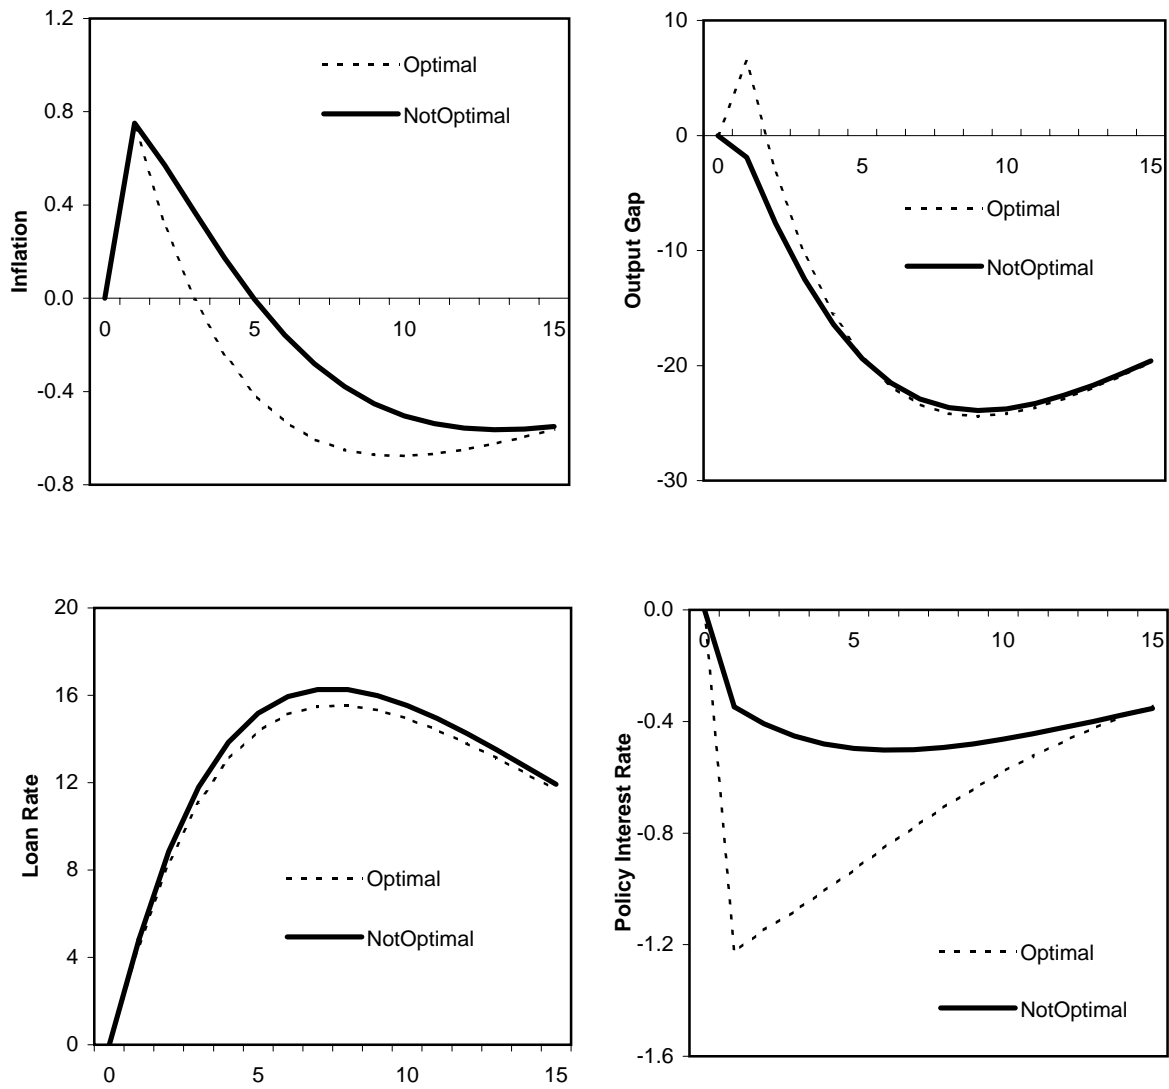 1.2
0.8
0.4
0.0
-0.4
-0.8
0 5 10 15
Inflation
Optimal
NotOptimal
10
0
-10
-20
-30
0 5 10 15
Output Gap
Optimal
NotOptimal
20
16
12
8
4
0
0 5 10 15
Loan Rate
Optimal
NotOptimal
0.0
-0.4
-0.8
-1.2
-1.6
0 5 10 15
Policy Interest Rate
Optimal
NotOptimal